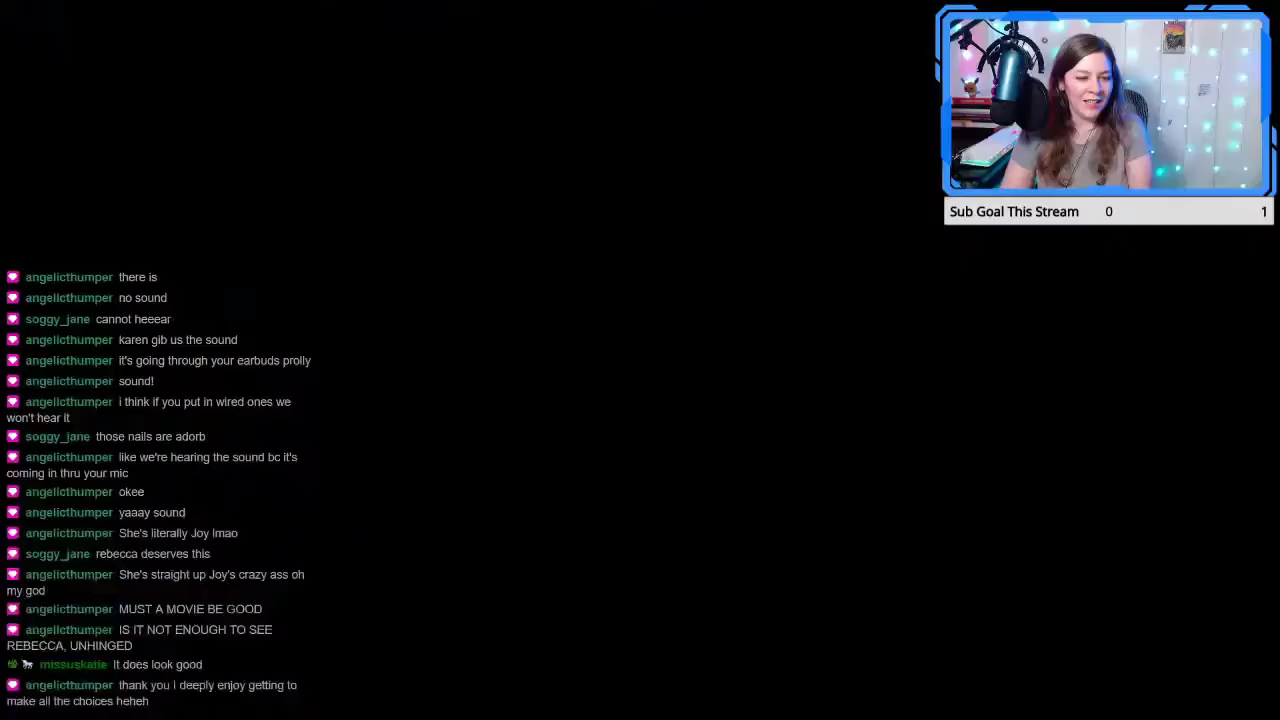 Sub Goal This Stream 0 1
angelicthumper there is
angelicthumper no sound
soggy_jane cannot heeear
angelicthumper karen gib us the sound
angelicthumper it's going through your earbuds prolly
angelicthumper sound!
angelicthumper i think if you put in wired ones we
won't hear it
soggy_jane those nails are adorb
angelicthumper like we're hearing the sound bc it's
coming in thru your mic
angelicthumper okee
angelicthumper yaaay sound
angelicthumper She's literally Joy lmao
soggy_jane rebecca deserves this
angelicthumper She's straight up Joy's crazy ass oh
my god
angelicthumper MUST A MOVIE BE GOOD
angelicthumper IS IT NOT ENOUGH TO SEE
REBECCA, UNHINGED
missuskatie It does look good
angelicthumper thank you I deeply enjoy getting to
make all the choices heheh